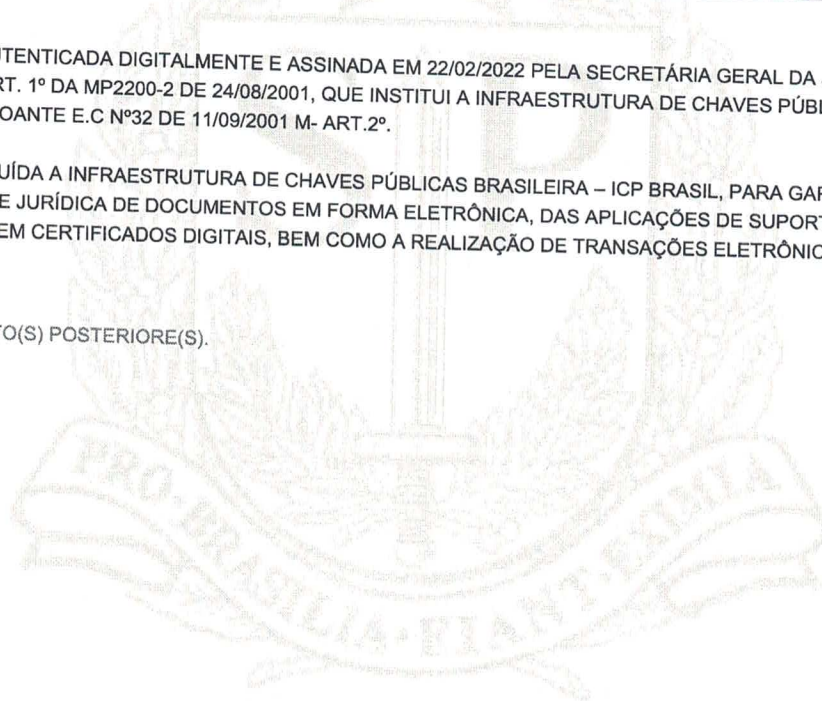 UTENTICADA DIGITALMENTE E ASSINADA EM 22/02/2022 PELA SECRETÁRIA GERAL DA
RT. 1º DA MP2200-2 DE 24/08/2001, QUE INSTITUI A INFRAESTRUTURA DE CHAVES PÚBL
OANTE E.C Nº32 DE 11/09/2001 M- ART.2º.
UÍDA A INFRAESTRUTURA DE CHAVES PÚBLICAS BRASILEIRA – ICP BRASIL, PARA GAR
E JURÍDICA DE DOCUMENTOS EM FORMA ELETRÔNICA, DAS APLICAÇÕES DE SUPORT
EM CERTIFICADOS DIGITAIS, BEM COMO A REALIZAÇÃO DE TRANSAÇÕES ELETRÔNIC
TO(S) POSTERIORE(S).
SP
PRO·BRASILIA·FIANT·EXIMIA